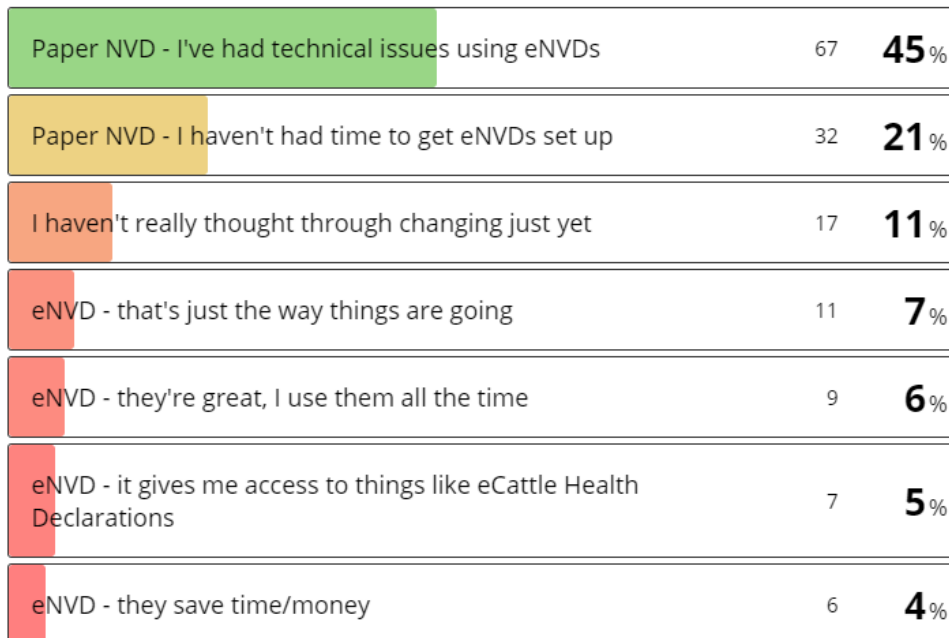 Paper NVD - I've had technical issues using eNVDs 67 45%
Paper NVD - I haven't had time to get eNVDs set up 32 21%
I haven't really thought through changing just yet 17 11%
eNVD - that's just the way things are going 11 7%
eNVD - they're great, I use them all the time 9 6%
eNVD - it gives me access to things like eCattle Health
Declarations 7 5%
eNVD - they save time/money 6 4%